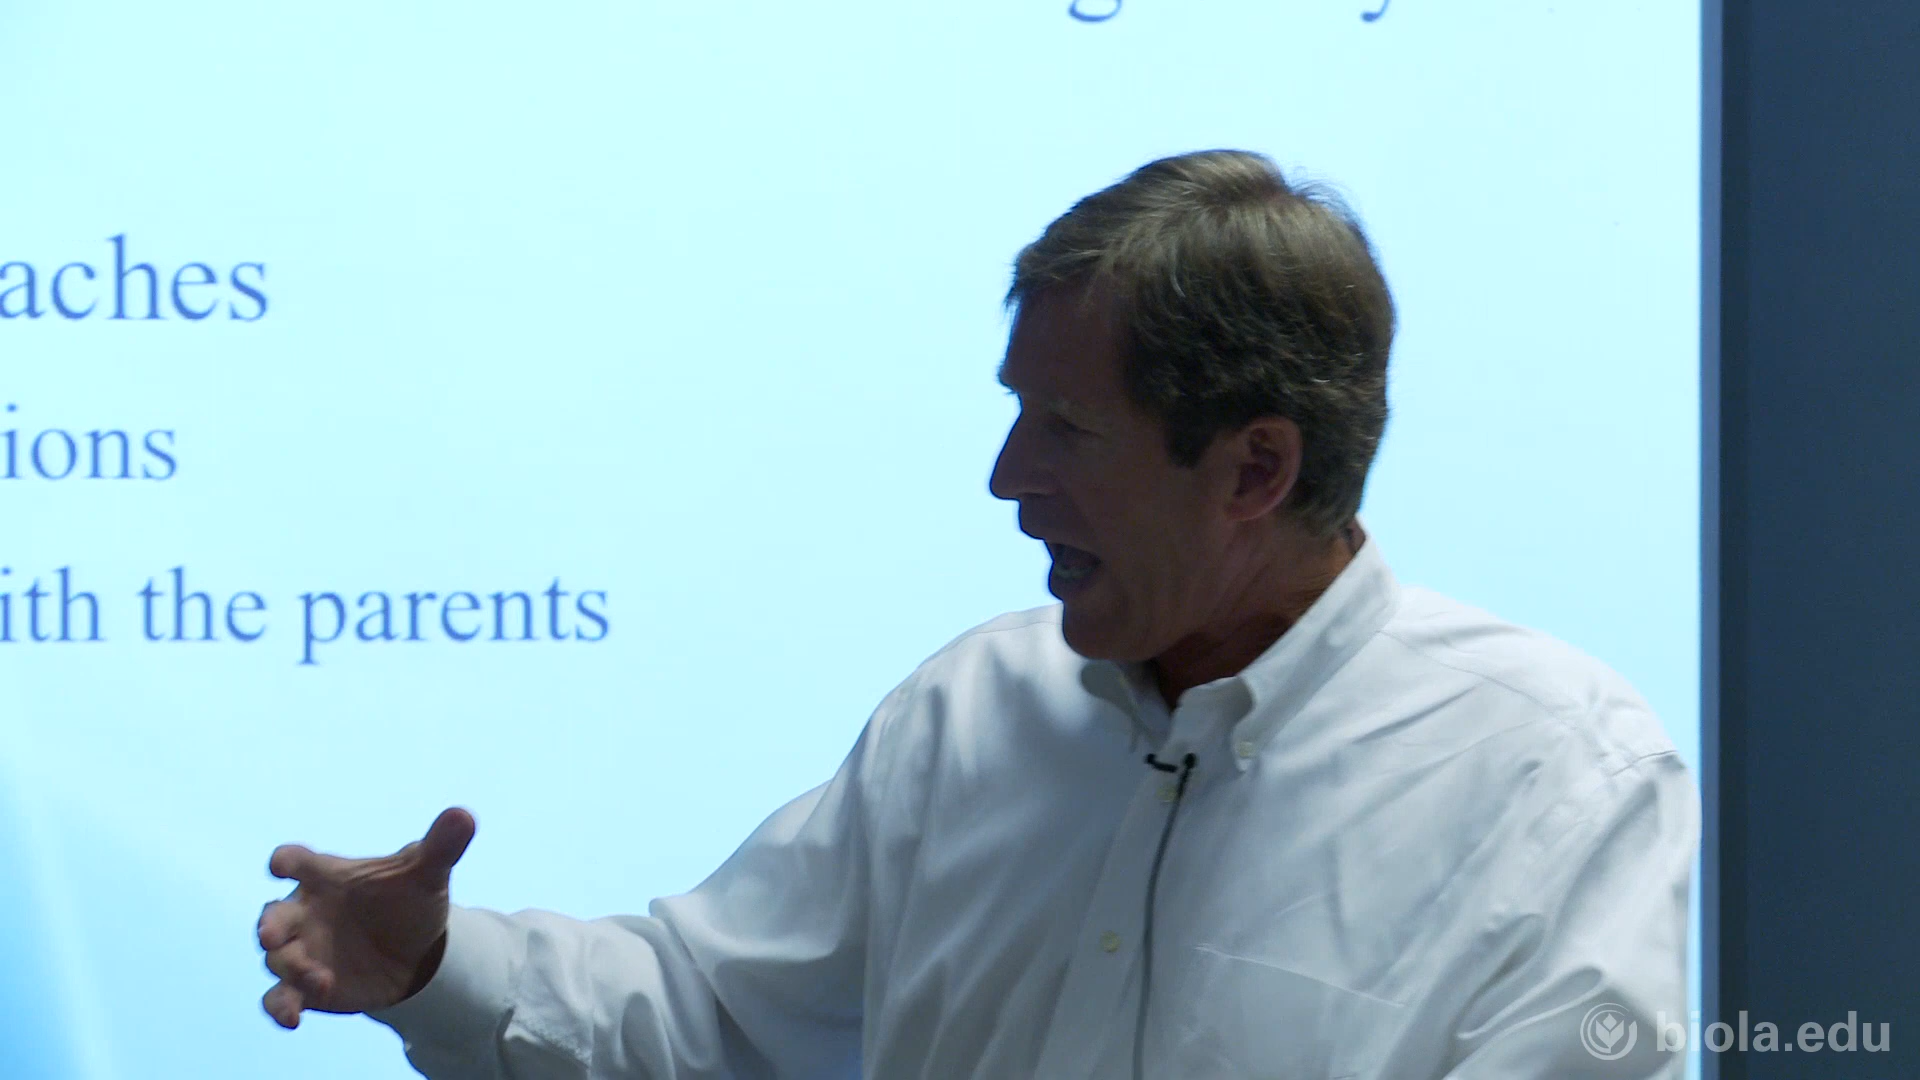 aches
ions
ith the parents
biola.edu